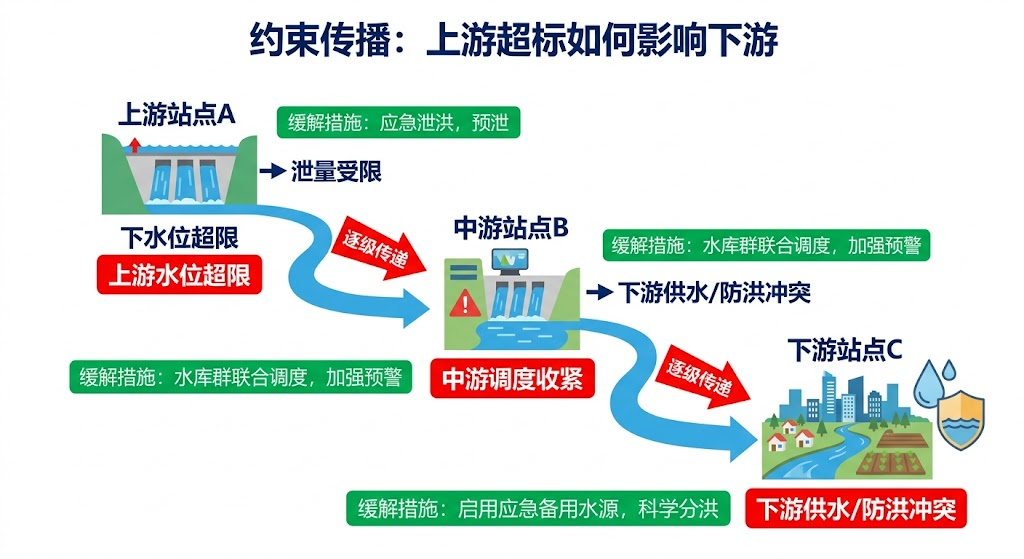 约束传播：上游超标如何影响下游
上游站点A
缓解措施：应急泄洪，预泄
泄量受限
下水位超限
上游水位超限
逐级传递
中游站点B
缓解措施：水库群联合调度，加强预警
下游供水/防洪冲突
缓解措施：水库群联合调度，加强预警
中游调度收紧
逐级传递
下游站点C
缓解措施：启用应急备用水源，科学分洪
下游供水/防洪冲突